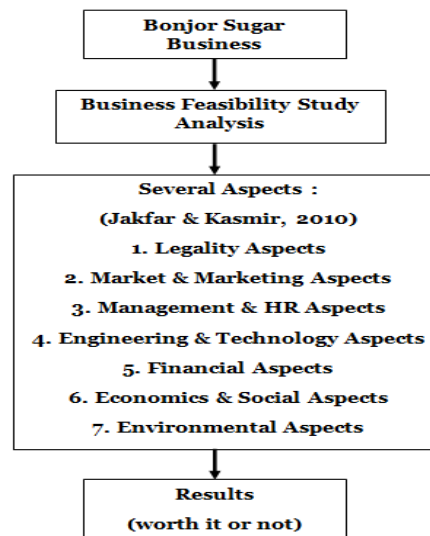 Bonjor Sugar
Business
Business Feasibility Study
Analysis
Several Aspects :
(Jakfar & Kasmir, 2010)
1. Legality Aspects
2. Market & Marketing Aspects
3. Management & HR Aspects
4. Engineering & Technology Aspects
5. Financial Aspects
6. Economics & Social Aspects
7. Environmental Aspects
Results
(worth it or not)